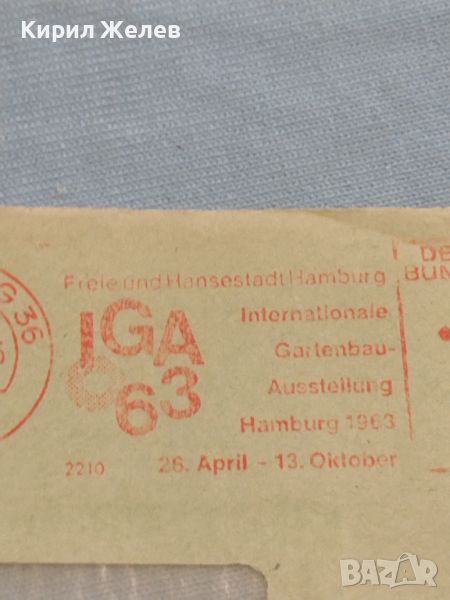 Кирил Желев
G 36
DE
BUN
Freie und Hansestadt Hamburg
IGA
63
Internationale
Gartenbau-
Ausstellung
Hamburg 1963
2210 26. April - 13. Oktober
BAZAR